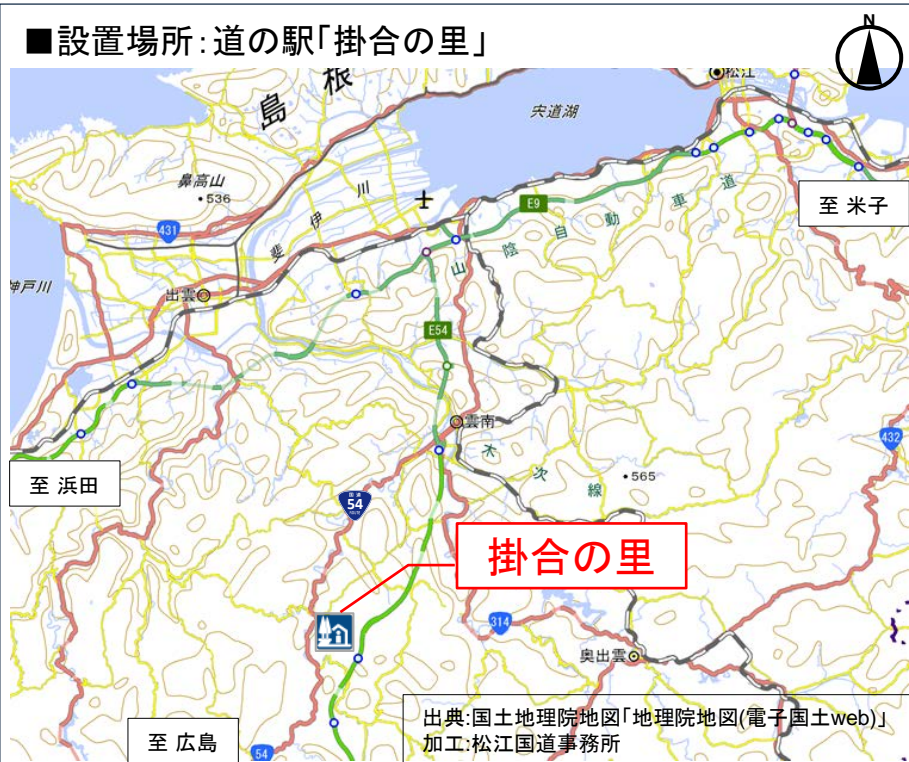 ■設置場所:道の駅「掛合の里」
N
松江
島根
宍道湖
鼻高山
・536
斐伊川
E9
山陰自動車道
至 米子
431
神戸川
出雲
E54
雲南
432
木次線
・565
至 浜田
国道
54
掛合の里
314
奥出雲
出典:国土地理院地図「地理院地図(電子国土web)」
加工:松江国道事務所
至 広島
54